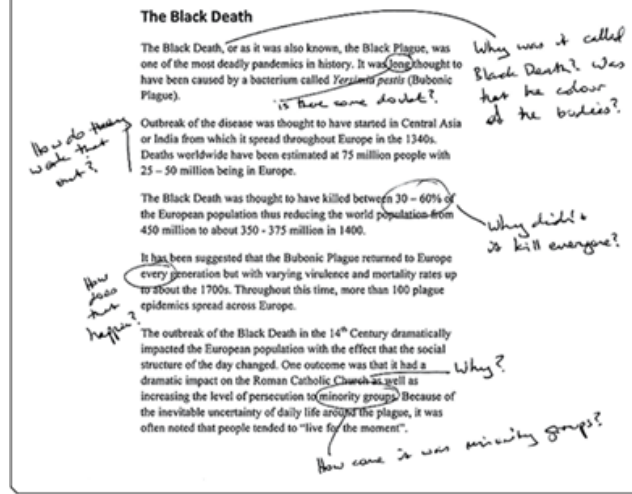 The Black Death
The Black Death, or as it was also known, the Black Plague, was
one of the most deadly pandemics in history. It was long thought to
have been caused by a bacterium called Yersinia pestis (Bubonic
Plague).
Why was it called
Black Death? Was
that the colour
of the bodies?
is there some doubt?
Outbreak of the disease was thought to have started in Central Asia
or India from which it spread throughout Europe in the 1340s.
Deaths worldwide have been estimated at 75 million people with
25 – 50 million being in Europe.
How do they
work that
out?
The Black Death was thought to have killed between 30 – 60% of
the European population thus reducing the world population from
450 million to about 350 - 375 million in 1400.
Why didn't
it kill everyone?
It has been suggested that the Bubonic Plague returned to Europe
every generation but with varying virulence and mortality rates up
to about the 1700s. Throughout this time, more than 100 plague
epidemics spread across Europe.
How
does
that
happen?
The outbreak of the Black Death in the 14th Century dramatically
impacted the European population with the effect that the social
structure of the day changed. One outcome was that it had a
dramatic impact on the Roman Catholic Church as well as
increasing the level of persecution to minority groups. Because of
the inevitable uncertainty of daily life around the plague, it was
often noted that people tended to "live for the moment".
Why?
How come it was minority groups?